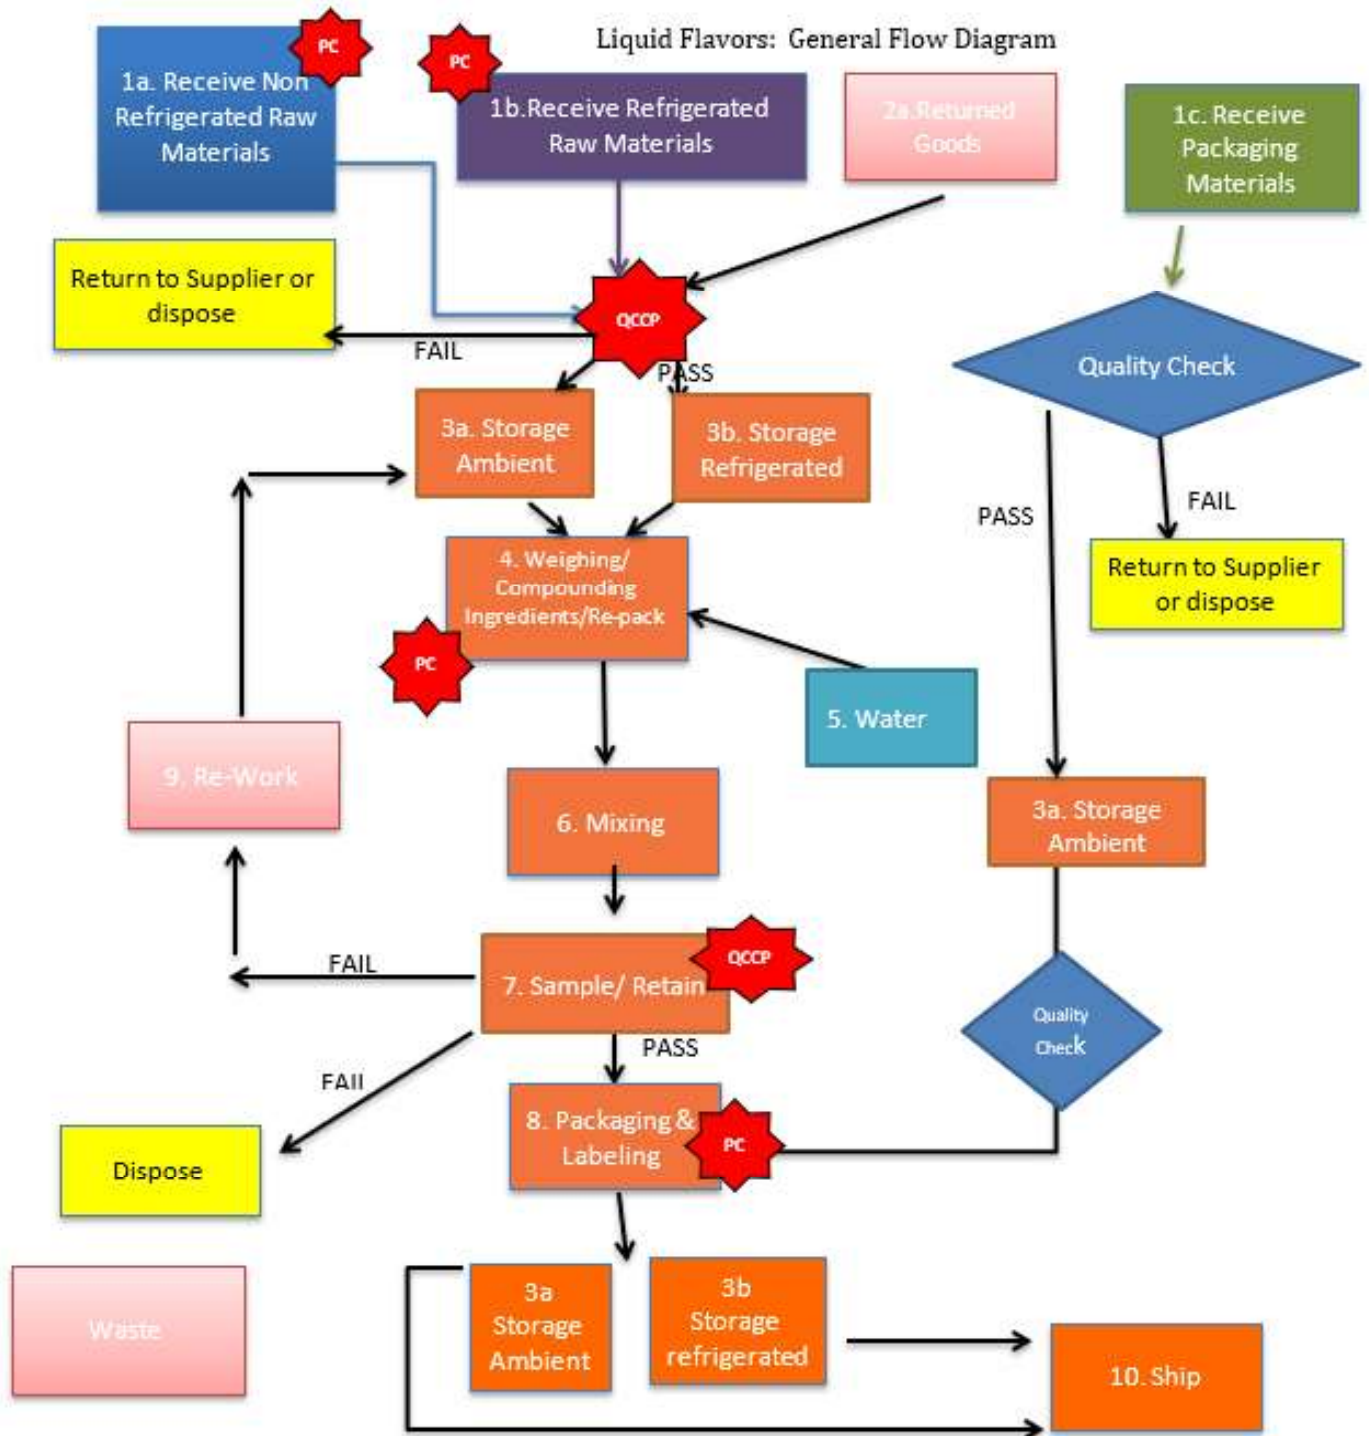 Liquid Flavors: General Flow Diagram
PC
1a. Receive Non
Refrigerated Raw
Materials
PC
1b.Receive Refrigerated
Raw Materials
2a.Returned
Goods
1c. Receive
Packaging
Materials
Return to Supplier or
dispose
QCCP
FAIL
PASS
Quality Check
3a. Storage
Ambient
3b. Storage
Refrigerated
PASS
FAIL
4. Weighing/
Compounding
Ingredients/Re-pack
Return to Supplier
or dispose
PC
5. Water
9. Re-Work
6. Mixing
3a. Storage
Ambient
FAIL
7. Sample/ Retain
QCCP
Quality
Check
PASS
FAIL
8. Packaging &
Labeling
PC
Dispose
Waste
3a
Storage
Ambient
3b
Storage
refrigerated
10. Ship